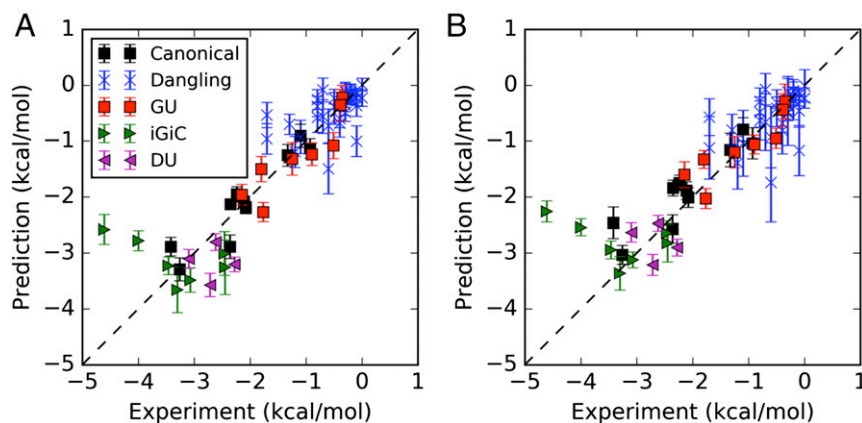 A
B
Canonical
Dangling
GU
iGiC
DU
Prediction (kcal/mol)
1
0
−1
−2
−3
−4
−5
−5 −4 −3 −2 −1 0 1
Experiment (kcal/mol)
Prediction (kcal/mol)
1
0
−1
−2
−3
−4
−5
−5 −4 −3 −2 −1 0 1
Experiment (kcal/mol)